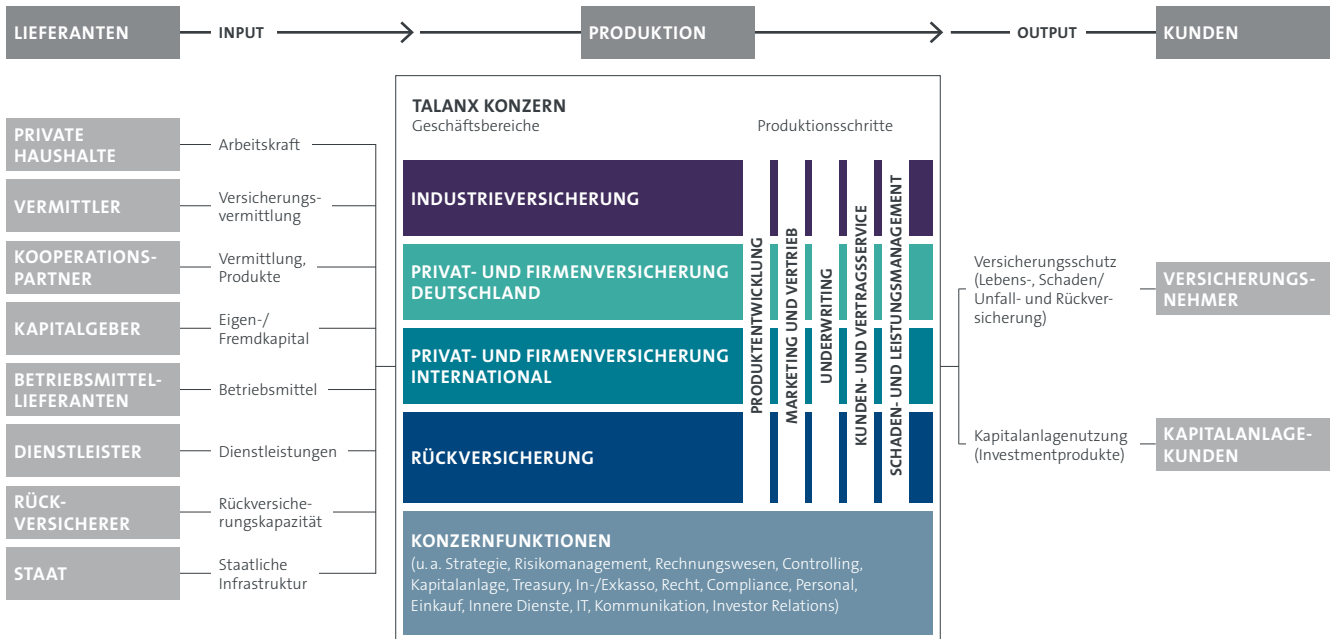 LIEFERANTEN
INPUT
PRODUKTION
OUTPUT
KUNDEN
PRIVATE
HAUSHALTE
Arbeitskraft
VERMITTLER
Versicherungs-
vermittlung
KOOPERATIONS-
PARTNER
Vermittlung,
Produkte
KAPITALGEBER
Eigen-/
Fremdkapital
BETRIEBSMITTEL-
LIEFERANTEN
Betriebsmittel
DIENSTLEISTER
Dienstleistungen
RÜCK-
VERSICHERER
Rückversiche-
rungskapazität
STAAT
Staatliche
Infrastruktur
TALANX KONZERN
Geschäftsbereiche
Produktionsschritte
INDUSTRIEVERSICHERUNG
PRIVAT- UND FIRMENVERSICHERUNG
DEUTSCHLAND
PRIVAT- UND FIRMENVERSICHERUNG
INTERNATIONAL
RÜCKVERSICHERUNG
PRODUKTENTWICKLUNG
MARKETING UND VERTRIEB
UNDERWRITING
KUNDEN- UND VERTRAGSSERVICE
SCHADEN- UND LEISTUNGSMANAGEMENT
KONZERNFUNKTIONEN
(u. a. Strategie, Risikomanagement, Rechnungswesen, Controlling,
Kapitalanlage, Treasury, In-/Exkasso, Recht, Compliance, Personal,
Einkauf, Innere Dienste, IT, Kommunikation, Investor Relations)
Versicherungsschutz
(Lebens-, Schaden/
Unfall- und Rückver-
sicherung)
VERSICHERUNGS-
NEHMER
Kapitalanlagenutzung
(Investmentprodukte)
KAPITALANLAGE-
KUNDEN